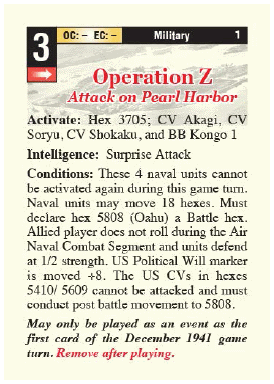 OC: – EC: – Military 1
3
Operation Z
Attack on Pearl Harbor
Activate: Hex 3705; CV Akagi, CV
Soryu, CV Shokaku, and BB Kongo 1
Intelligence: Surprise Attack
Conditions: These 4 naval units cannot
be activated again during this game turn.
Naval units may move 18 hexes. Must
declare hex 5808 (Oahu) a Battle hex.
Allied player does not roll during the Air
Naval Combat Segment and units defend
at 1/2 strength. US Political Will marker
is moved +8. The US CVs in hexes
5410/ 5609 cannot be attacked and must
conduct post battle movement to 5808.
May only be played as an event as the
first card of the December 1941 game
turn. Remove after playing.